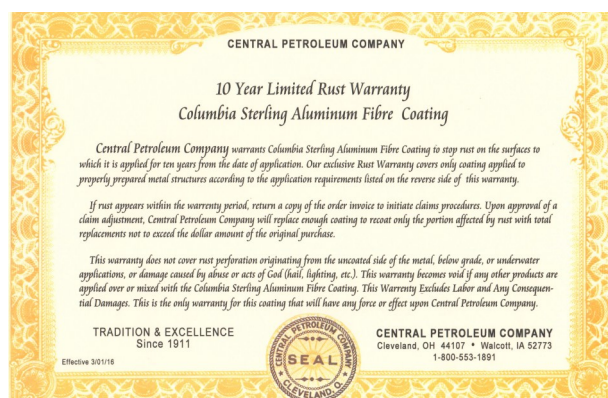 CENTRAL PETROLEUM COMPANY
10 Year Limited Rust Warranty
Columbia Sterling Aluminum Fibre Coating
Central Petroleum Company warrants Columbia Sterling Aluminum Fibre Coating to stop rust on the surfaces to
which it is applied for ten years from the date of application. Our exclusive Rust Warranty covers only coating applied to
properly prepared metal structures according to the application requirements listed on the reverse side of this warranty.
If rust appears within the warrenty period, return a copy of the order invoice to initiate claims procedures. Upon approval of a
claim adjustment, Central Petroleum Company will replace enough coating to recoat only the portion affected by rust with total
replacements not to exceed the dollar amount of the original purchase.
This warranty does not cover rust perforation originating from the uncoated side of the metal, below grade, or underwater
applications, or damage caused by abuse or acts of God (hail, lighting, etc.). This warranty becomes void if any other products are
applied over or mixed with the Columbia Sterling Aluminum Fibre Coating. This Warrenty Excludes Labor and Any Consequen-
tial Damages. This is the only warranty for this coating that will have any force or effect upon Central Petroleum Company.
TRADITION & EXCELLENCE
Since 1911
Effective 3/01/16
CENTRAL PETROLEUM COMPANY
SEAL
CLEVELAND, O.
CENTRAL PETROLEUM COMPANY
Cleveland, OH 44107 • Walcott, IA 52773
1-800-553-1891